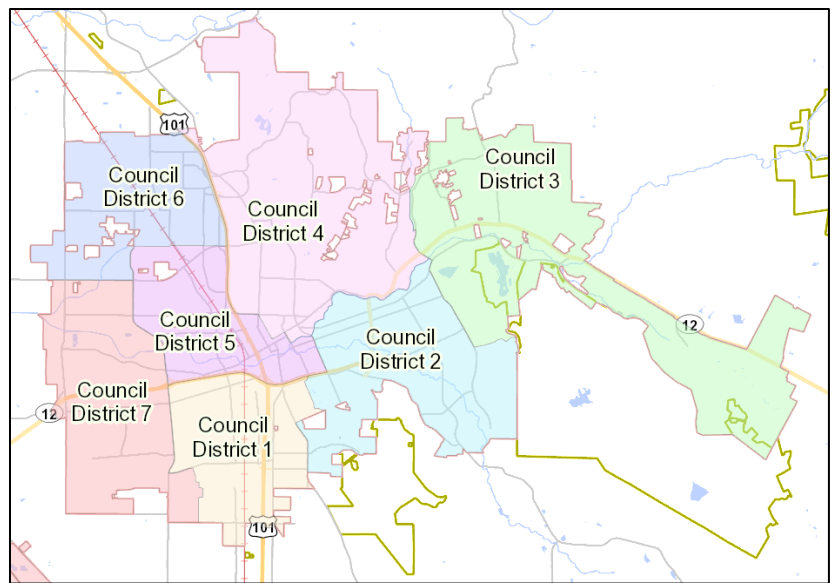 101
Council
District 6
Council
District 3
Council
District 4
12
Council
District 5
Council
District 2
Council
District 7
12
Council
District 1
101